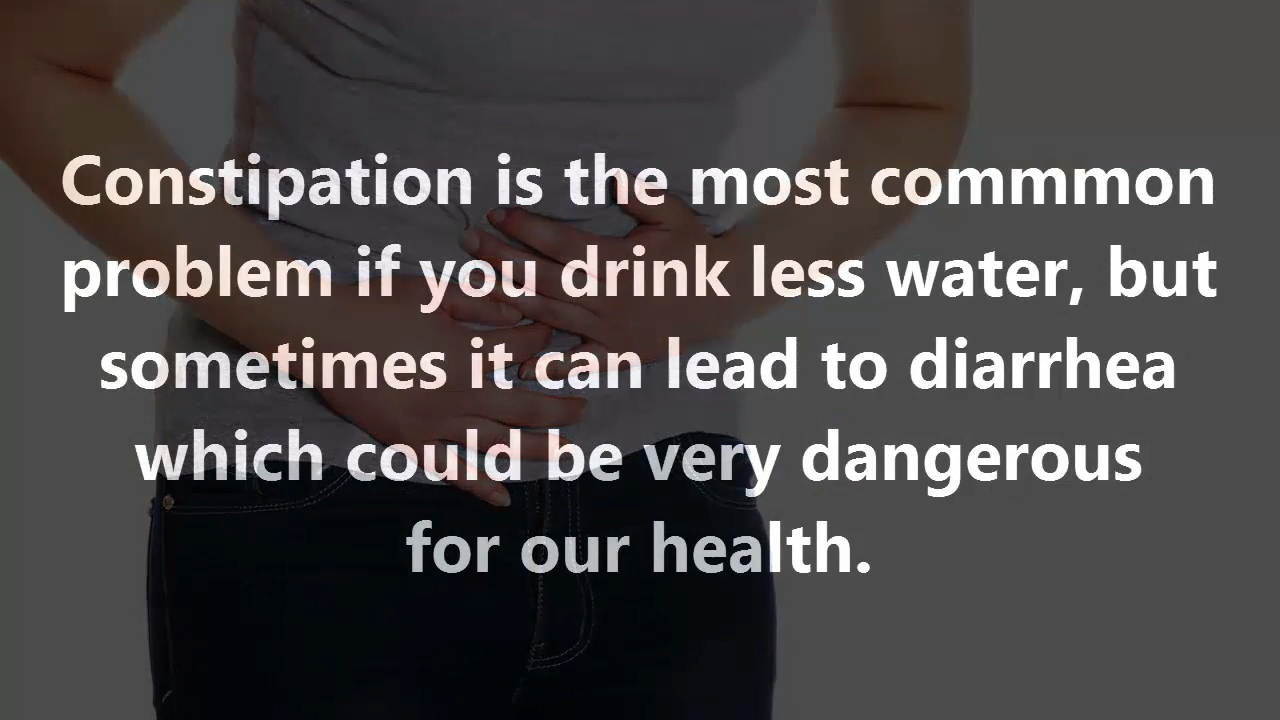 Constipation is the most commmon
problem if you drink less water, but
sometimes it can lead to diarrhea
which could be very dangerous
for our health.